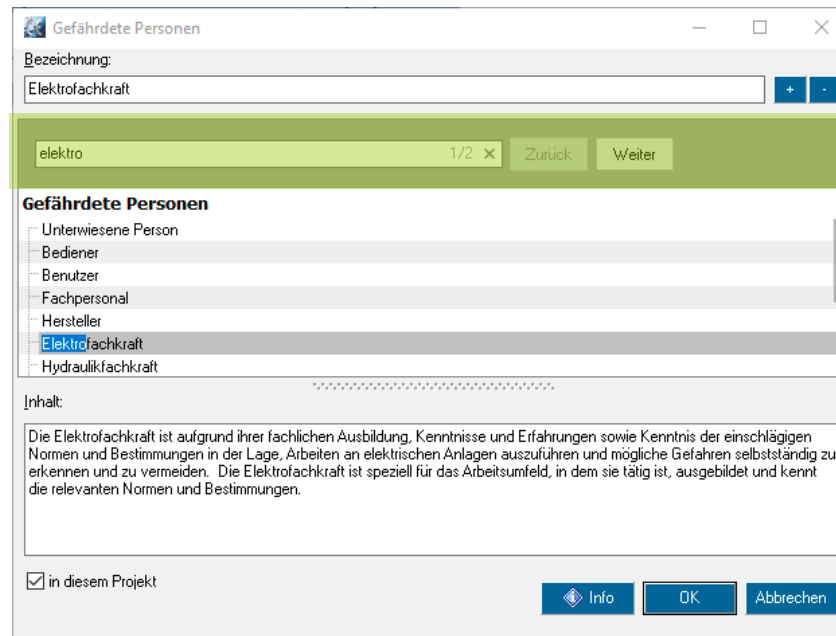 Gefährdete Personen
Bezeichnung:
Elektrofachkraft
+ -
elektro 1/2 × Zurück Weiter
Gefährdete Personen
Unterwiesene Person
Bediener
Benutzer
Fachpersonal
Hersteller
Elektrofachkraft
Hydraulikfachkraft
Inhalt:
Die Elektrofachkraft ist aufgrund ihrer fachlichen Ausbildung, Kenntnisse und Erfahrungen sowie Kenntnis der einschlägigen
Normen und Bestimmungen in der Lage, Arbeiten an elektrischen Anlagen auszuführen und mögliche Gefahren selbstständig zu
erkennen und zu vermeiden. Die Elektrofachkraft ist speziell für das Arbeitsumfeld, in dem sie tätig ist, ausgebildet und kennt
die relevanten Normen und Bestimmungen.
in diesem Projekt
Info OK Abbrechen